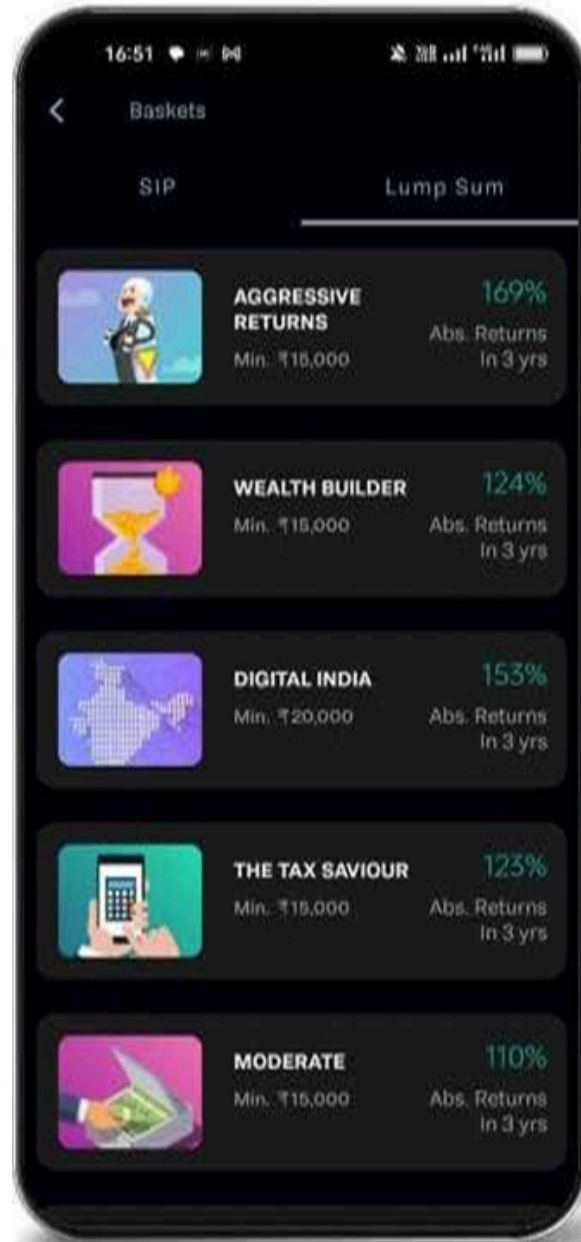 16:51
Baskets
SIP
Lump Sum
AGGRESSIVE
RETURNS
Min. ₹15,000
169%
Abs. Returns
In 3 yrs
WEALTH BUILDER
Min. ₹15,000
124%
Abs. Returns
In 3 yrs
DIGITAL INDIA
Min. ₹20,000
153%
Abs. Returns
In 3 yrs
THE TAX SAVIOUR
Min. ₹15,000
123%
Abs. Returns
In 3 yrs
MODERATE
Min. ₹15,000
110%
Abs. Returns
In 3 yrs